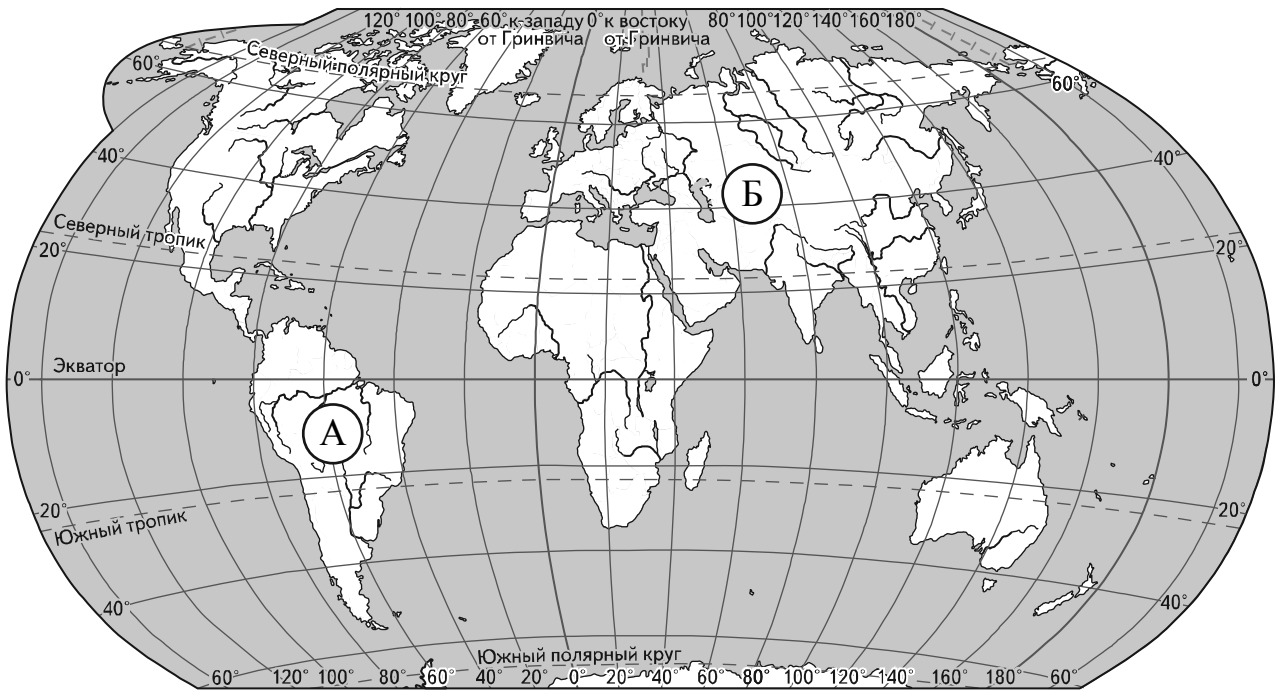 120° 100° 80° 60° к западу 0° к востоку 80° 100° 120° 140° 160° 180°
от Гринвича от Гринвича
Северный полярный круг
60° 60°
40° 40°
Б
Северный тропик
20° 20°
Экватор
0° 0°
А
20° 20°
Южный тропик
40° 40°
Южный полярный круг
60° 120° 100° 80° 60° 40° 20° 0° 20° 40° 60° 80° 100° 120° 140° 160° 180° 60°